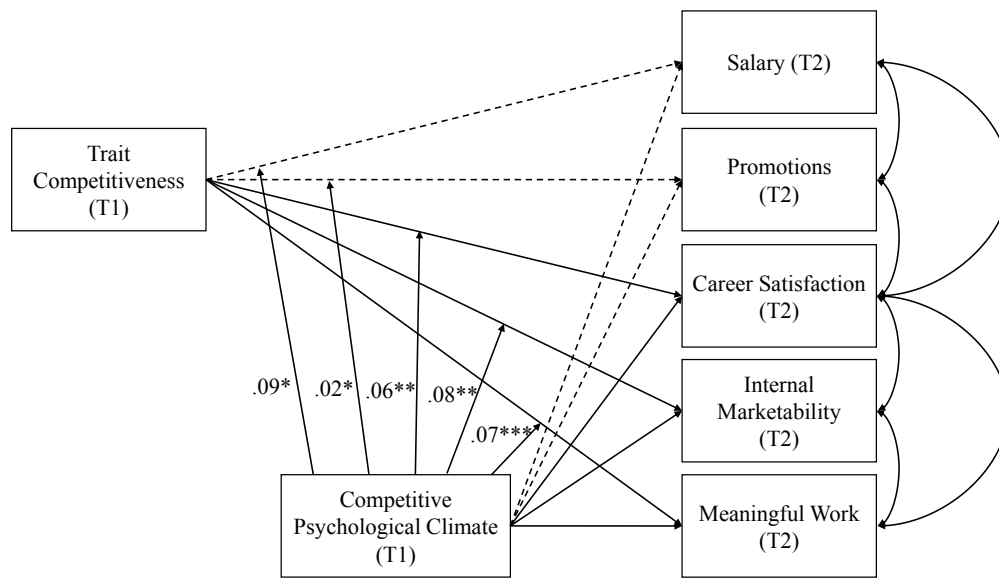 Salary (T2)
Trait
Competitiveness
(T1)
Promotions
(T2)
Career Satisfaction
(T2)
.09*
.02*
.06**
.08**
.07***
Internal
Marketability
(T2)
Competitive
Psychological Climate
(T1)
Meaningful Work
(T2)